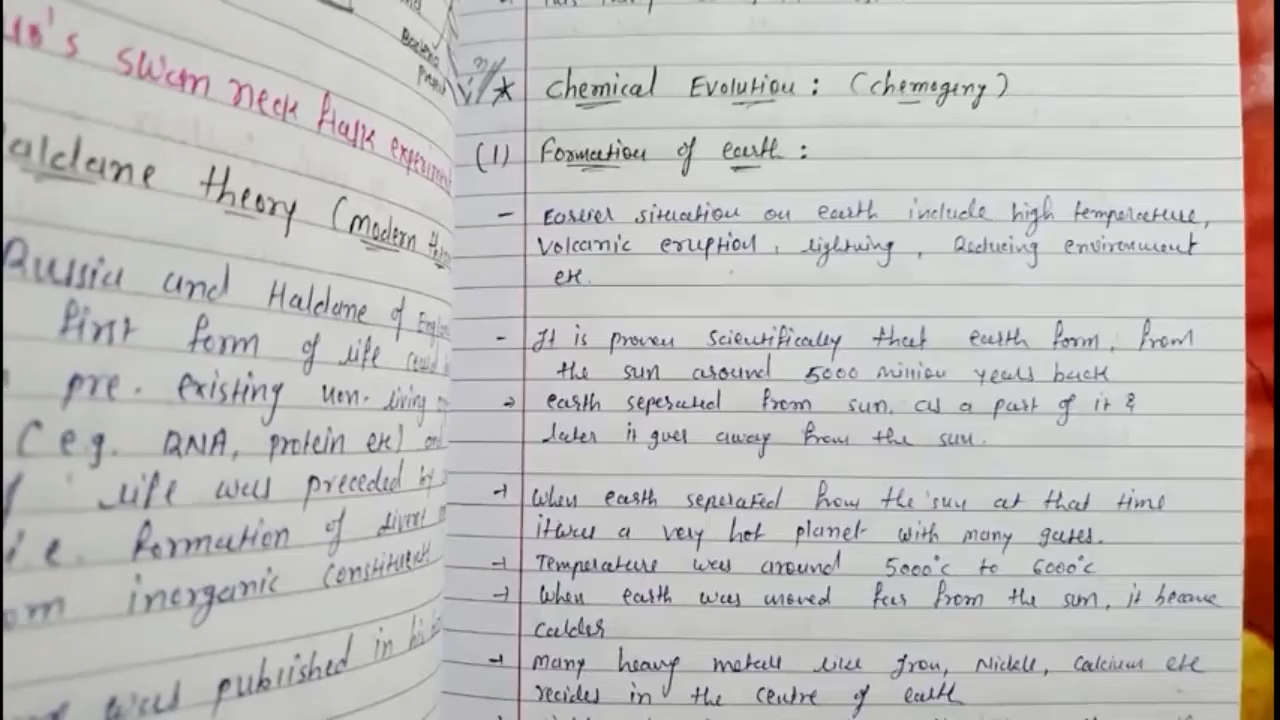 swan neck flask experiment
aldane theory (Modern
Russia and Haldane of
first form of life
pre. existing non-living
(eg. RNA, protein etc)
life was preceded by
i.e. formation of
inorganic constituent
was published in
Chemical Evolution : (chemogeny)
(1) Formation of earth :
- Earlier situation on earth include high temperature,
volcanic eruption, lightning, Reducing environment
etc.
- It is proven scientifically that earth form, from
the sun around 5000 million years back
→ earth seperated from sun, as a part of it &
later it goes away from the sun.
→ When earth seperated from the sun at that time
it was a very hot planet with many gases.
→ Temperature was around 5000°c to 6000°c
→ When earth was moved far from the sun, it became
colder
→ Many heavy metals like Iron, Nickle, Calcium etc
recides in the centre of earth